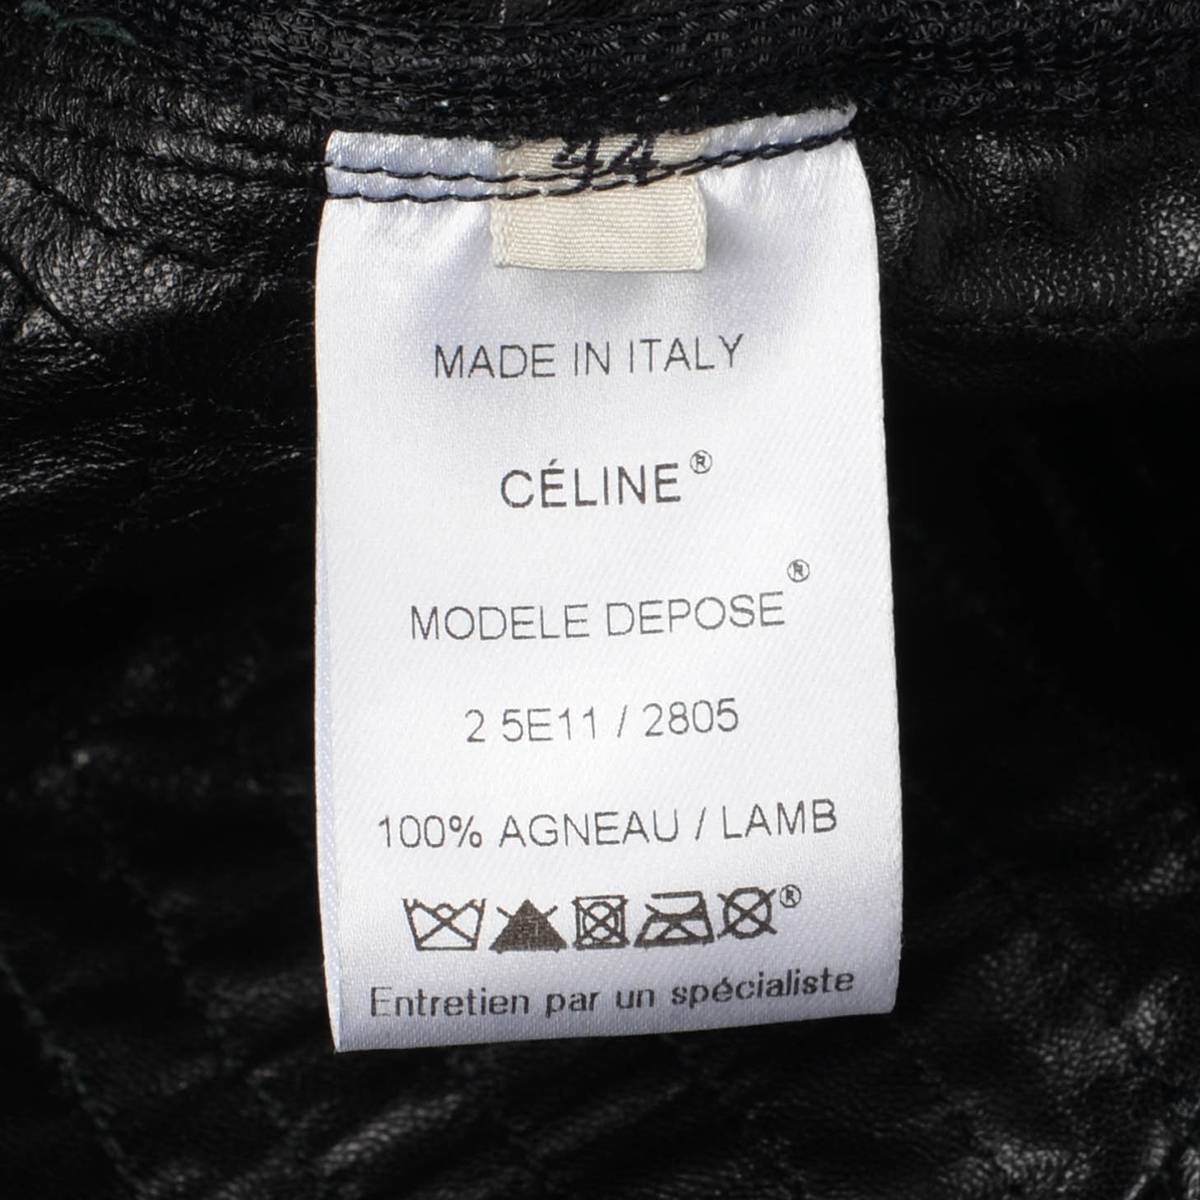 44
MADE IN ITALY
CÉLINE®
MODELE DEPOSE®
2 5E11 / 2805
100% AGNEAU / LAMB
®
Entretien par un spécialiste